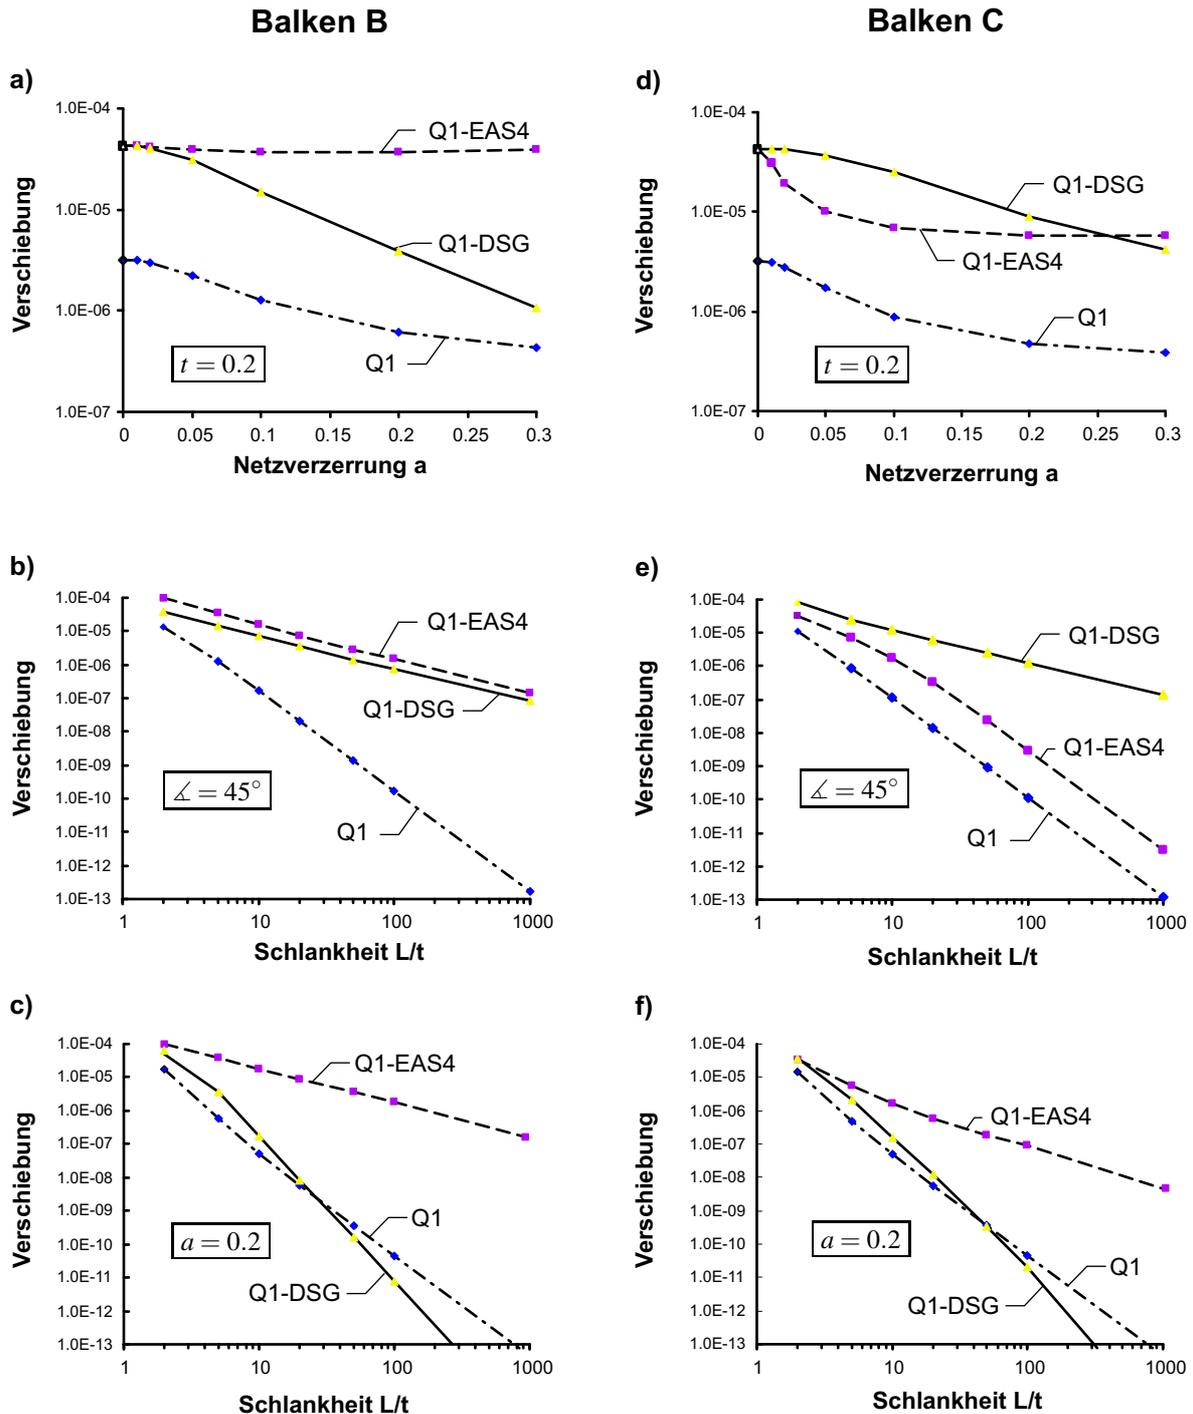 Balken B
Balken C
a)
Verschiebung
1.0E-04
1.0E-05
1.0E-06
1.0E-07
Q1-EAS4
Q1-DSG
Q1
t = 0.2
0 0.05 0.1 0.15 0.2 0.25 0.3
Netzverzerrung a
d)
Verschiebung
1.0E-04
1.0E-05
1.0E-06
1.0E-07
Q1-DSG
Q1-EAS4
Q1
t = 0.2
0 0.05 0.1 0.15 0.2 0.25 0.3
Netzverzerrung a
b)
Verschiebung
1.0E-04
1.0E-05
1.0E-06
1.0E-07
1.0E-08
1.0E-09
1.0E-10
1.0E-11
1.0E-12
1.0E-13
Q1-EAS4
Q1-DSG
Q1
∡ = 45°
1 10 100 1000
Schlankheit L/t
e)
Verschiebung
1.0E-04
1.0E-05
1.0E-06
1.0E-07
1.0E-08
1.0E-09
1.0E-10
1.0E-11
1.0E-12
1.0E-13
Q1-DSG
Q1-EAS4
Q1
∡ = 45°
1 10 100 1000
Schlankheit L/t
c)
Verschiebung
1.0E-04
1.0E-05
1.0E-06
1.0E-07
1.0E-08
1.0E-09
1.0E-10
1.0E-11
1.0E-12
1.0E-13
Q1-EAS4
Q1
Q1-DSG
a = 0.2
1 10 100 1000
Schlankheit L/t
f)
Verschiebung
1.0E-04
1.0E-05
1.0E-06
1.0E-07
1.0E-08
1.0E-09
1.0E-10
1.0E-11
1.0E-12
1.0E-13
Q1-EAS4
Q1
Q1-DSG
a = 0.2
1 10 100 1000
Schlankheit L/t